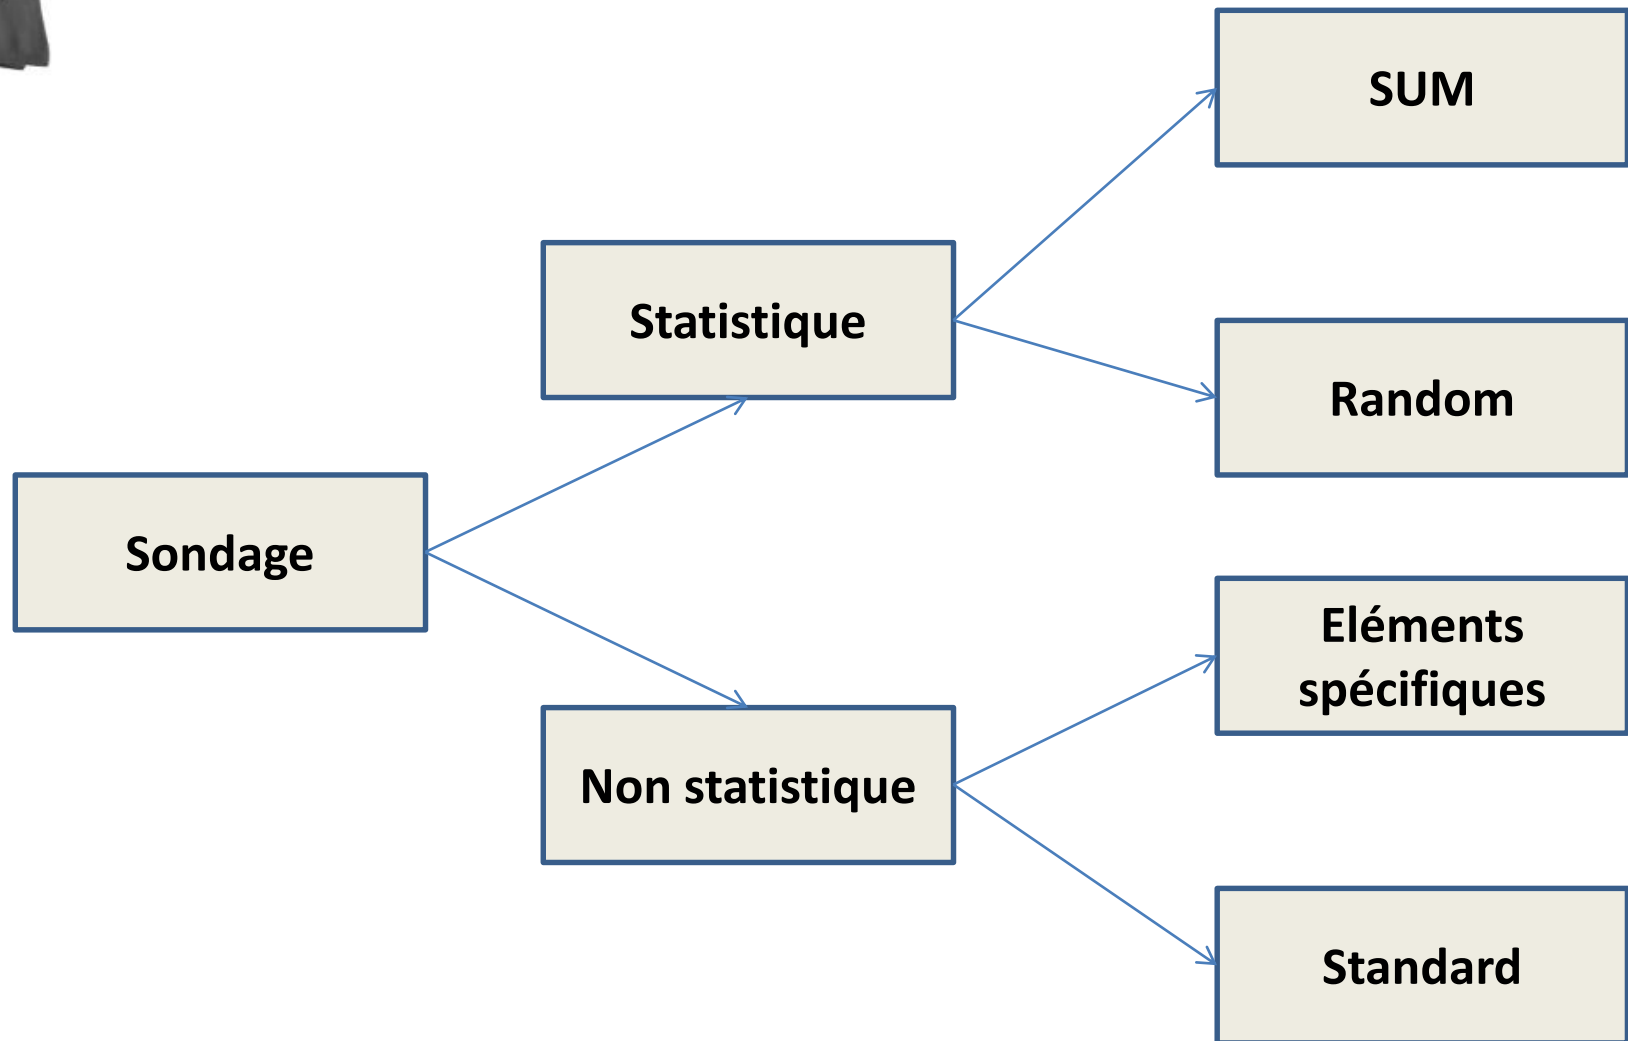 SUM
Statistique
Random
Sondage
Eléments
spécifiques
Non statistique
Standard